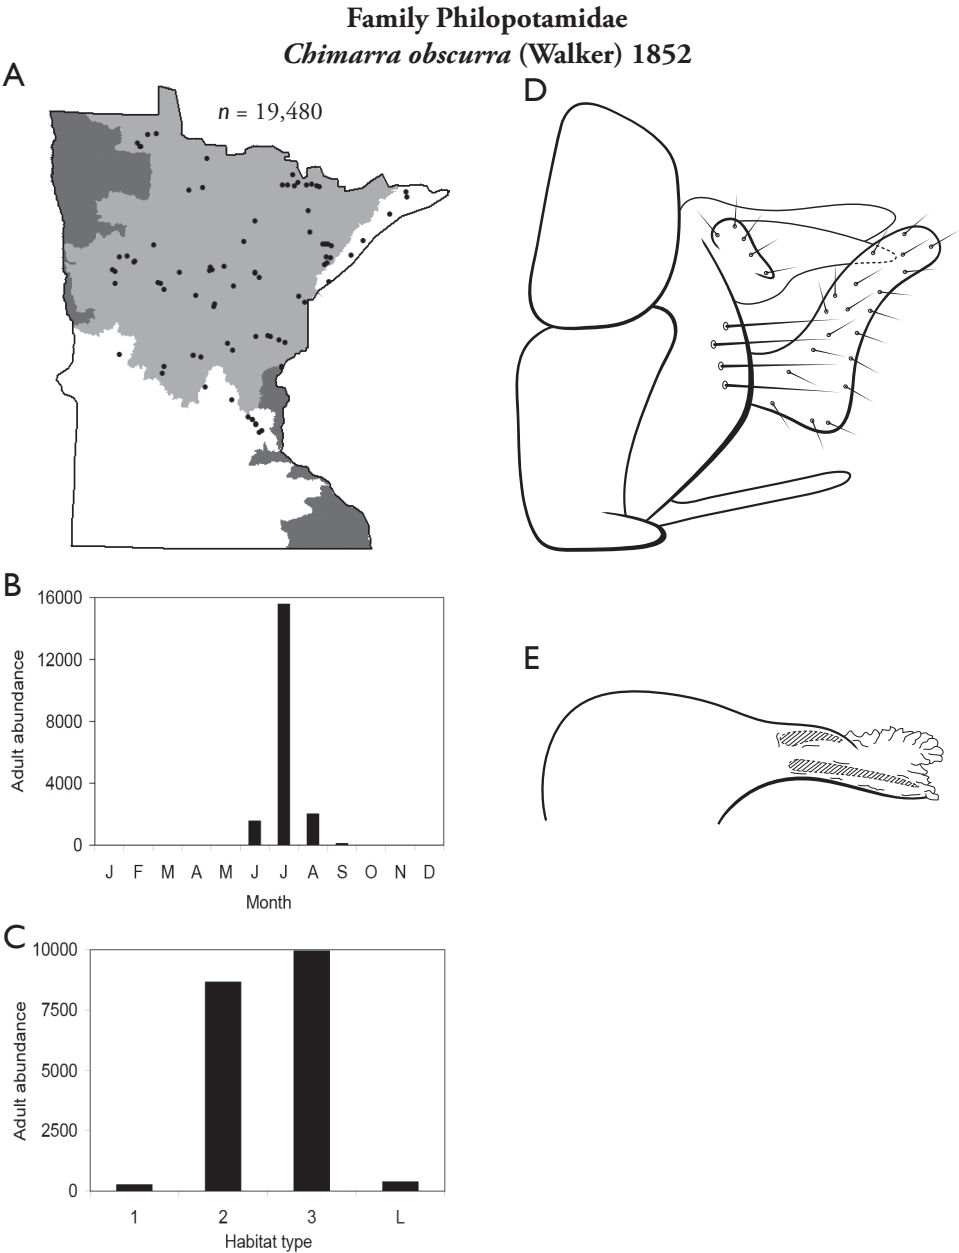 Family Philopotamidae
Chimarra obscurra (Walker) 1852
A
n = 19,480
D
B
16000
12000
8000
4000
0
Adult abundance
J F M A M J J A S O N D
Month
E
C
10000
7500
5000
2500
0
Adult abundance
1 2 3 L
Habitat type